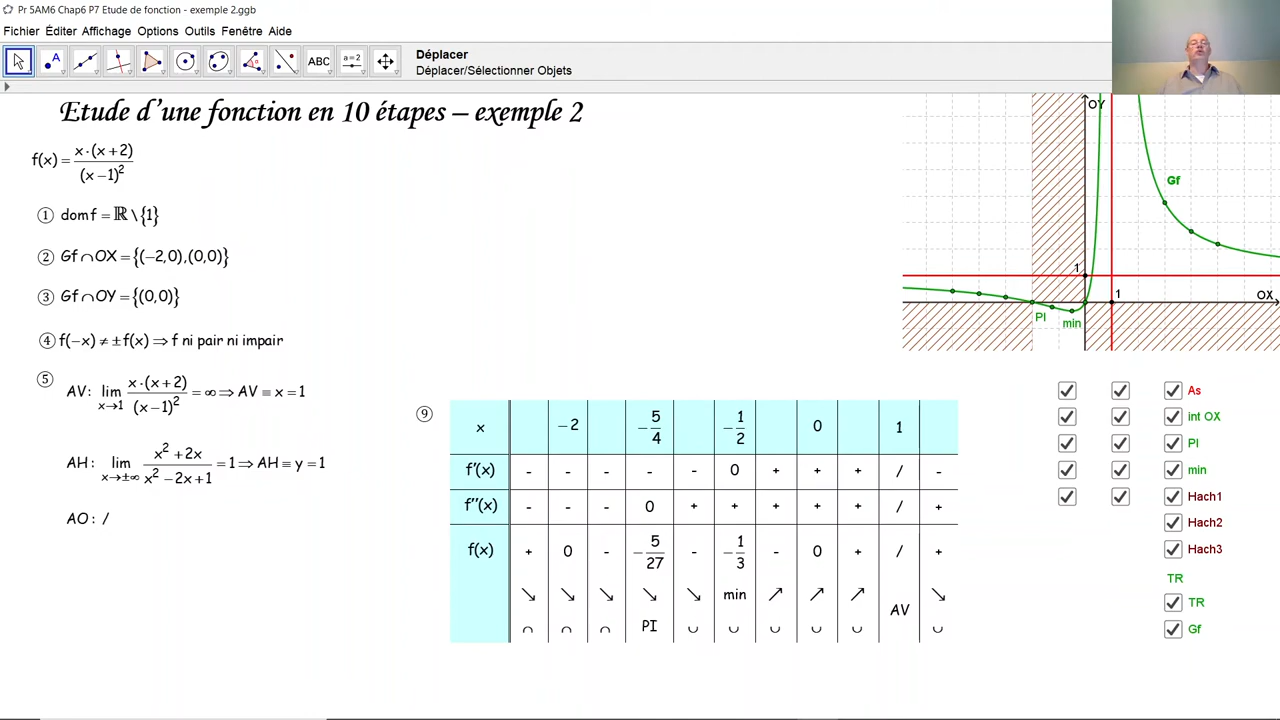 Pr 5AM6 Chap6 P7 Etude de fonction - exemple 2.ggb
Fichier Éditer Affichage Options Outils Fenêtre Aide
A ABC a=2 Déplacer
Déplacer/Sélectionner Objets
Etude d'une fonction en 10 étapes – exemple 2
f(x) = x·(x+2) / (x−1)²
① dom f = ℝ \ {1}
② Gf ∩ OX = {(−2,0),(0,0)}
③ Gf ∩ OY = {(0,0)}
④ f(−x) ≠ ±f(x) ⇒ f ni pair ni impair
⑤ AV: lim x→1 x·(x+2) / (x−1)² = ∞ ⇒ AV ≡ x = 1
AH: lim x→±∞ x²+2x / x²−2x+1 = 1 ⇒ AH ≡ y = 1
AO: /
⑨
x −2 −5/4 −1/2 0 1
f'(x) - - - - - 0 + + + / -
f''(x) - - - 0 + + + + + / +
f(x) + 0 - −5/27 - −1/3 - 0 + / +
↘ ↘ ↘ ↘ ↘ min ↗ ↗ ↗ AV ↘
∩ ∩ ∩ PI ∪ ∪ ∪ ∪ ∪ ∪
OY
Gf
1
1
OX
PI
min
As
int OX
PI
min
Hach1
Hach2
Hach3
TR
TR
Gf